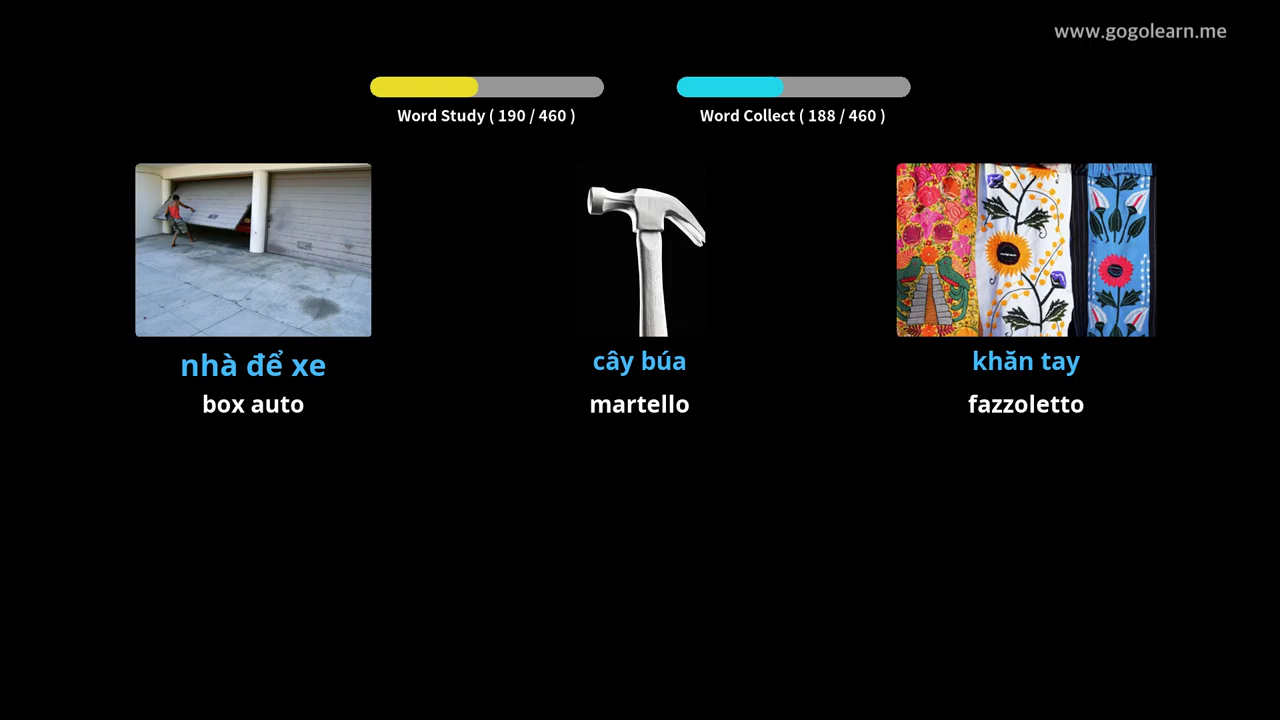 www.gogolearn.me
Word Study ( 190 / 460 )
Word Collect ( 188 / 460 )
nhà để xe
box auto
cây búa
martello
khăn tay
fazzoletto